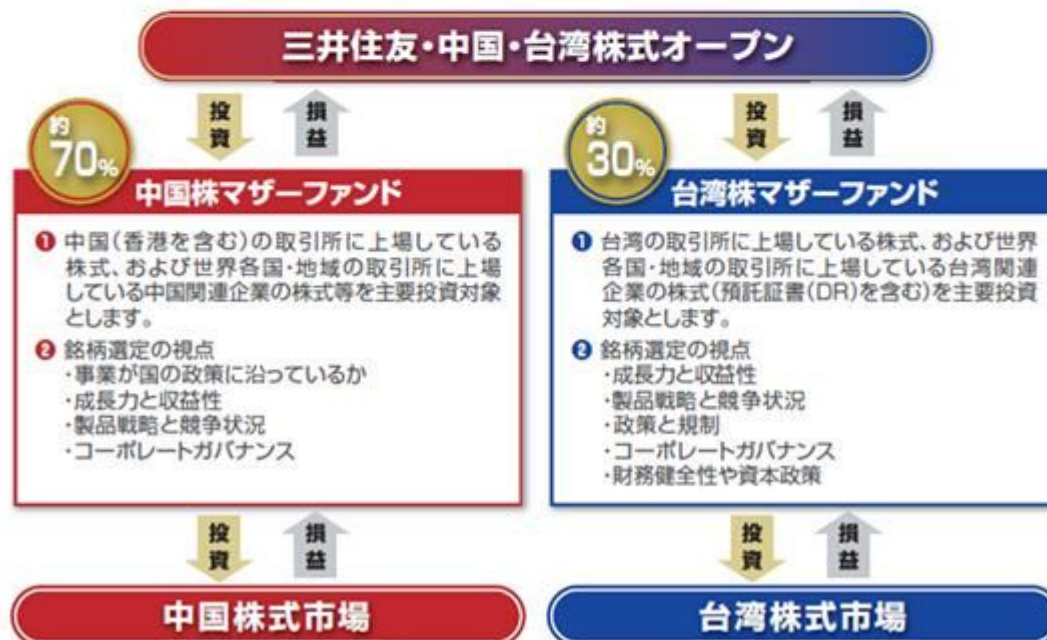 三井住友・中国・台湾株式オープン
投資
損益
投資
損益
約70%
中国株マザーファンド
❶ 中国(香港を含む)の取引所に上場している
株式、および世界各国・地域の取引所に上場
している中国関連企業の株式等を主要投資対象
とします。
❷ 銘柄選定の視点
・事業が国の政策に沿っているか
・成長力と収益性
・製品戦略と競争状況
・コーポレートガバナンス
約30%
台湾株マザーファンド
❶ 台湾の取引所に上場している株式、および世界
各国・地域の取引所に上場している台湾関連
企業の株式(預託証書(DR)を含む)を主要投資
対象とします。
❷ 銘柄選定の視点
・成長力と収益性
・製品戦略と競争状況
・政策と規制
・コーポレートガバナンス
・財務健全性や資本政策
投資
損益
投資
損益
中国株式市場
台湾株式市場